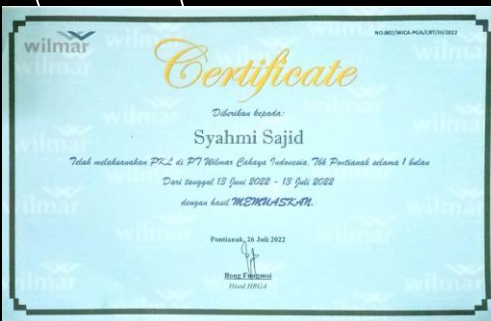 wilmar
NO.002/WICA-PGA/CRT/IX/2022
Certificate
Diberikan kepada:
Syahmi Sajid
Telah melaksanakan PKL di PT Wilmar Cahaya Indonesia, Tbk Pontianak selama 1 bulan
Dari tanggal 13 Juni 2022 - 13 Juli 2022
dengan hasil MEMUASKAN.
Pontianak, 26 Juli 2022
Head HRGA